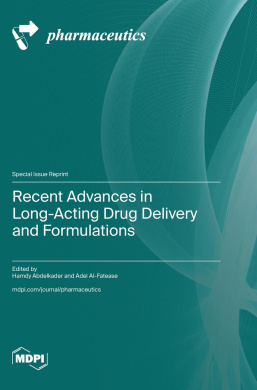 pharmaceutics
Special Issue Reprint
Recent Advances in
Long-Acting Drug Delivery
and Formulations
Edited by
Hamdy Abdelkader and Adel Al-Fatease
mdpi.com/journal/pharmaceutics
MDPI